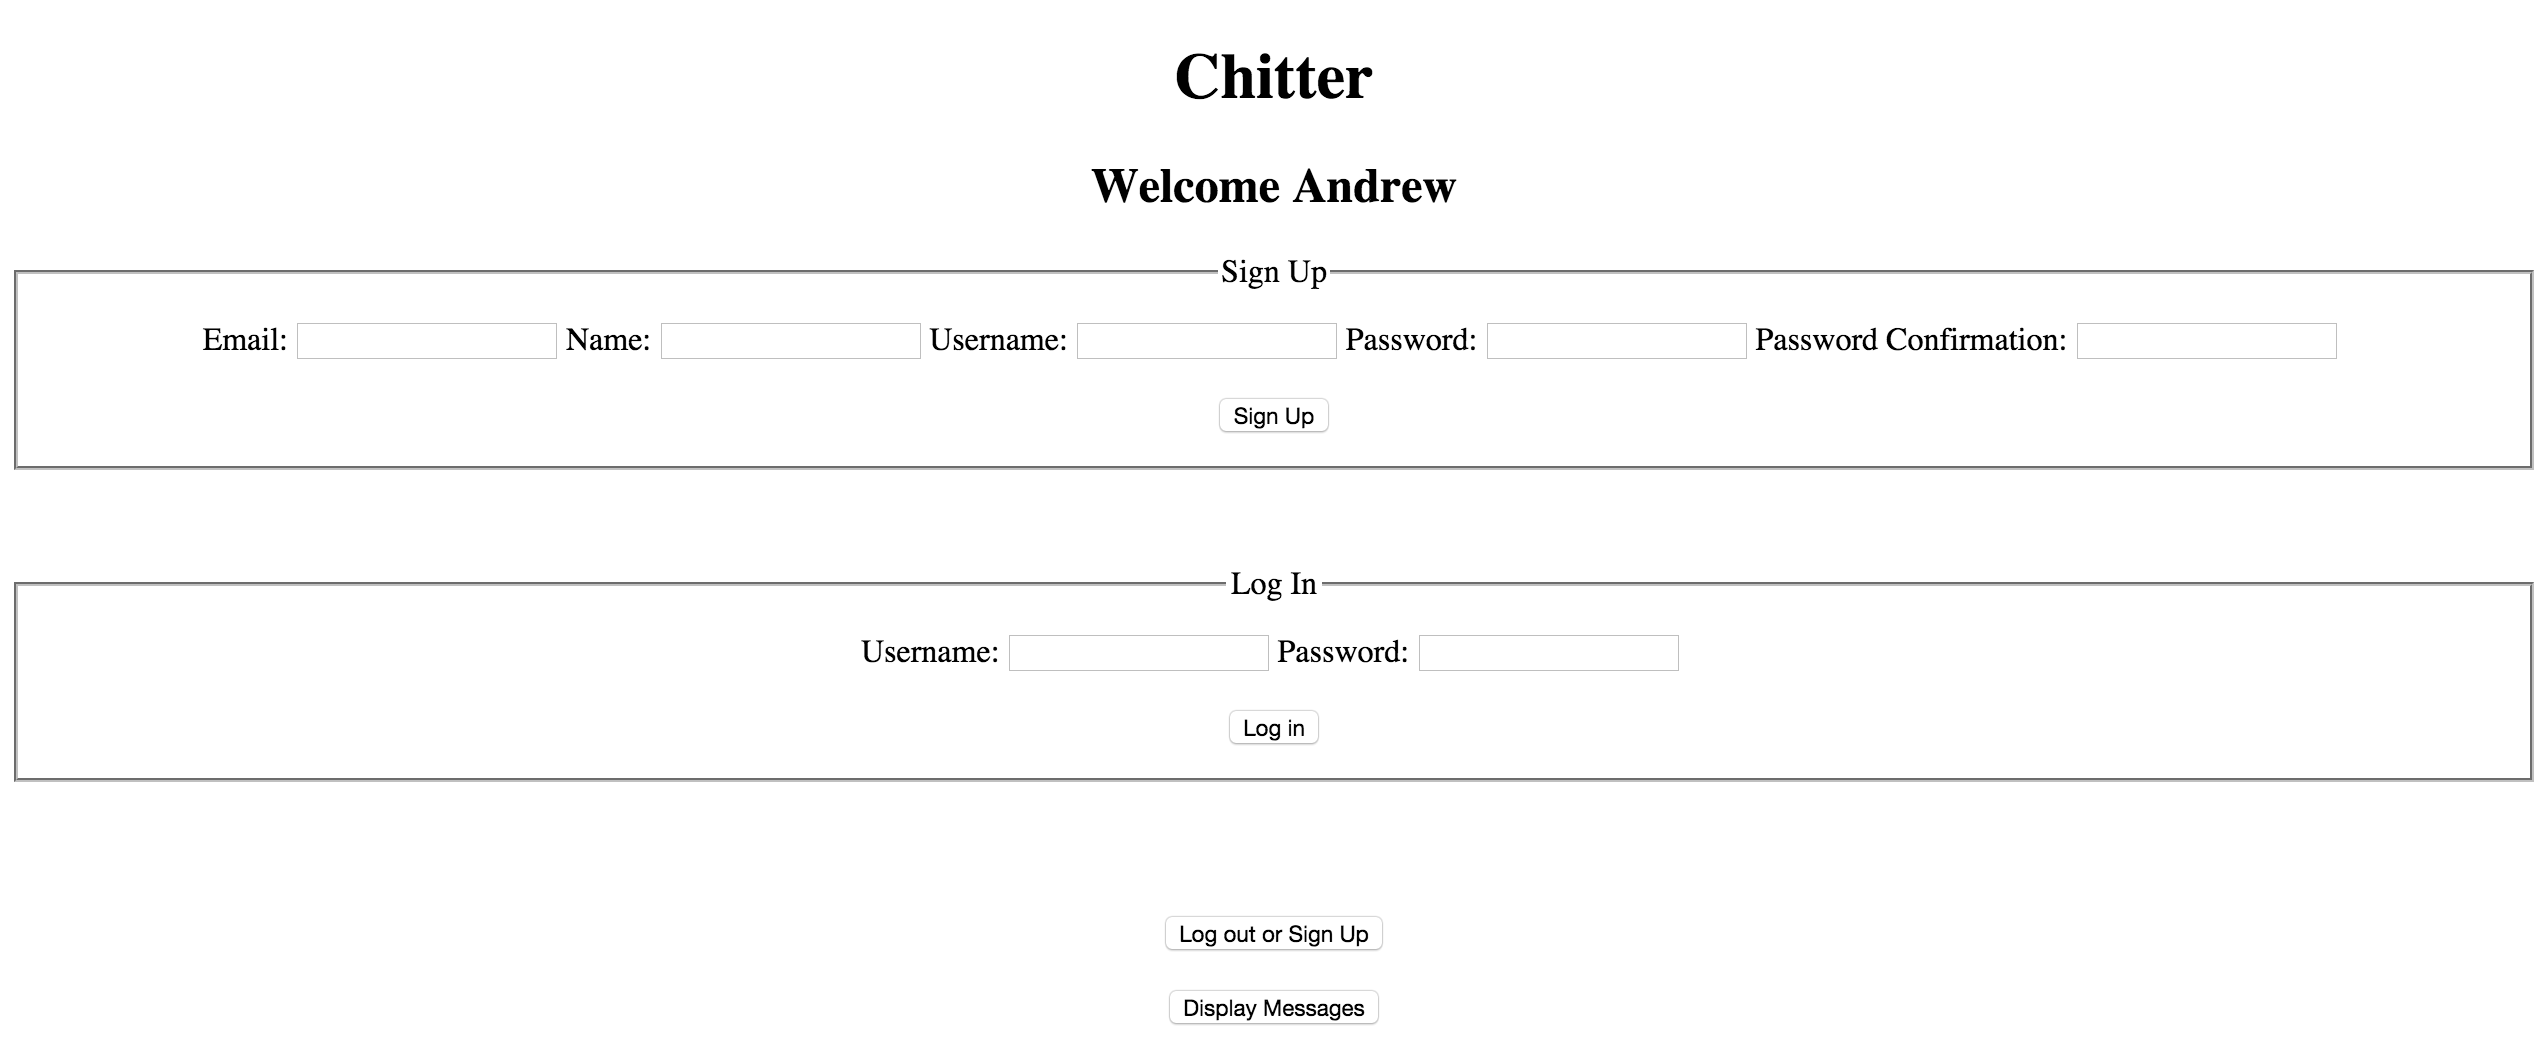 Chitter
Welcome Andrew
Sign Up
Email: Name: Username: Password: Password Confirmation:
Sign Up
Log In
Username: Password:
Log in
Log out or Sign Up
Display Messages